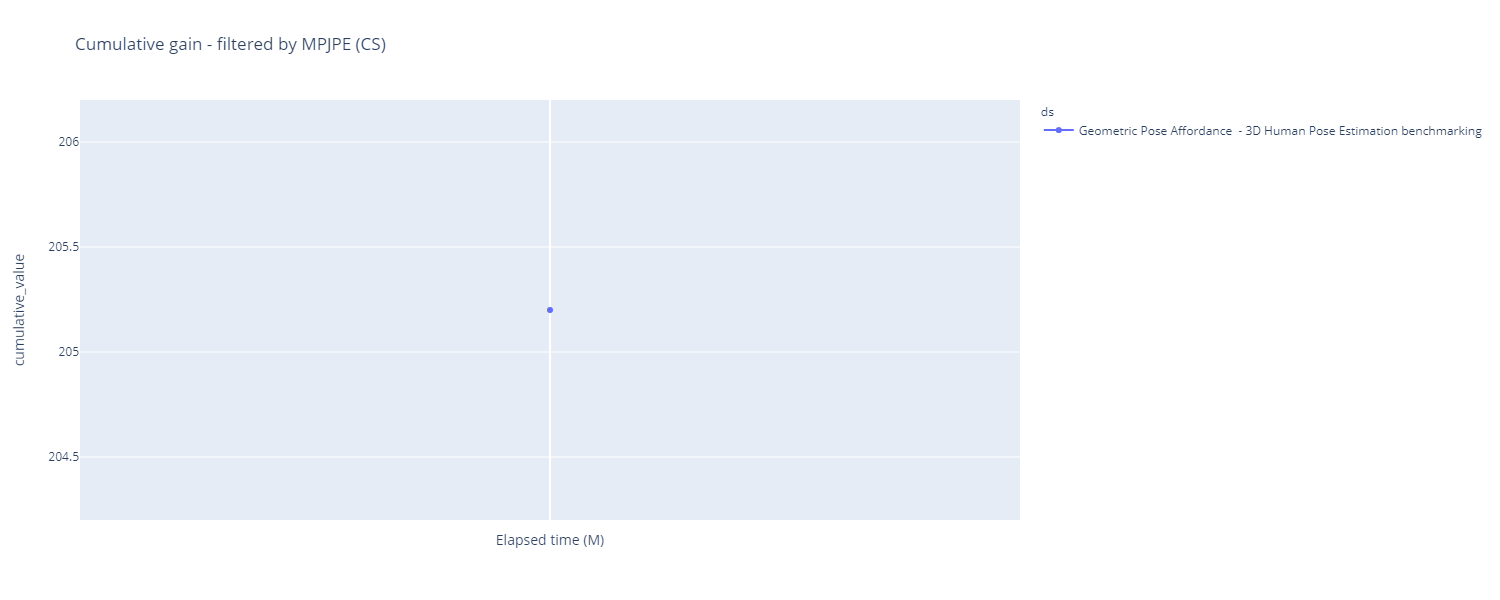 Cumulative gain - filtered by MPJPE (CS)
ds
Geometric Pose Affordance  - 3D Human Pose Estimation benchmarking
206
205.5
205
204.5
cumulative_value
Elapsed time (M)